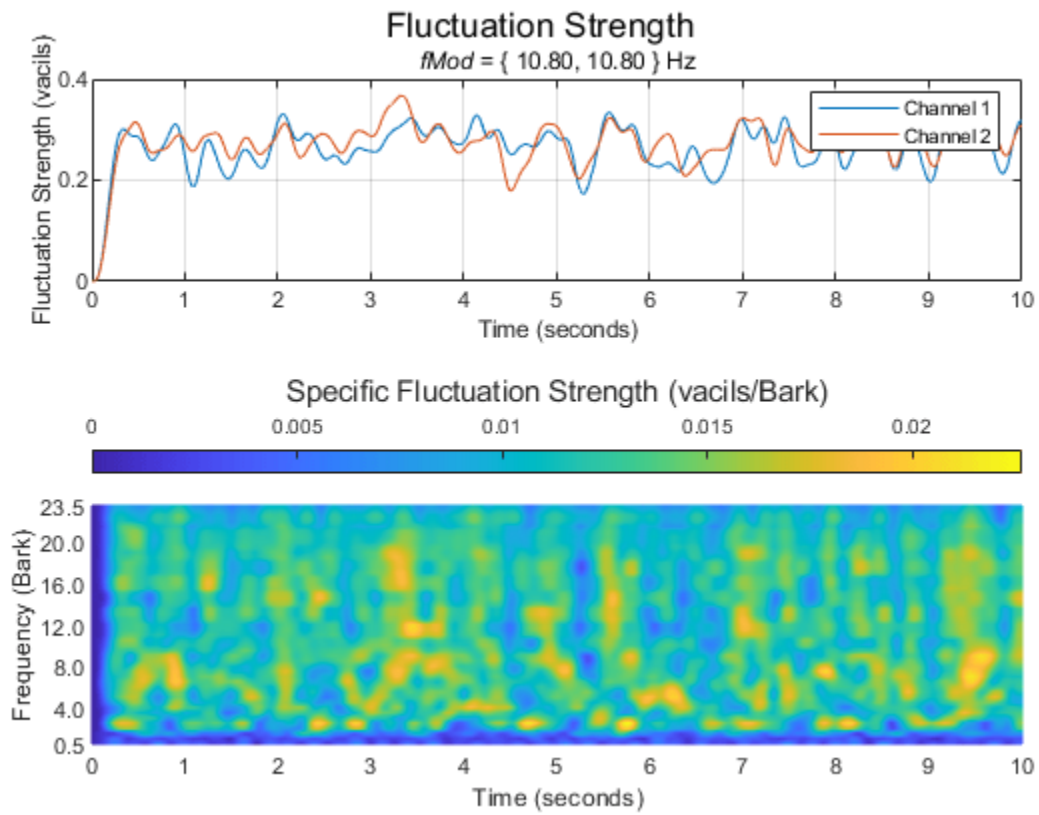 Fluctuation Strength
fMod = { 10.80, 10.80 } Hz
Fluctuation Strength (vacils)
0.4
0.2
0
Channel 1
Channel 2
0 1 2 3 4 5 6 7 8 9 10
Time (seconds)
Specific Fluctuation Strength (vacils/Bark)
0 0.005 0.01 0.015 0.02
Frequency (Bark)
23.5
20.0
16.0
12.0
8.0
4.0
0.5
0 1 2 3 4 5 6 7 8 9 10
Time (seconds)